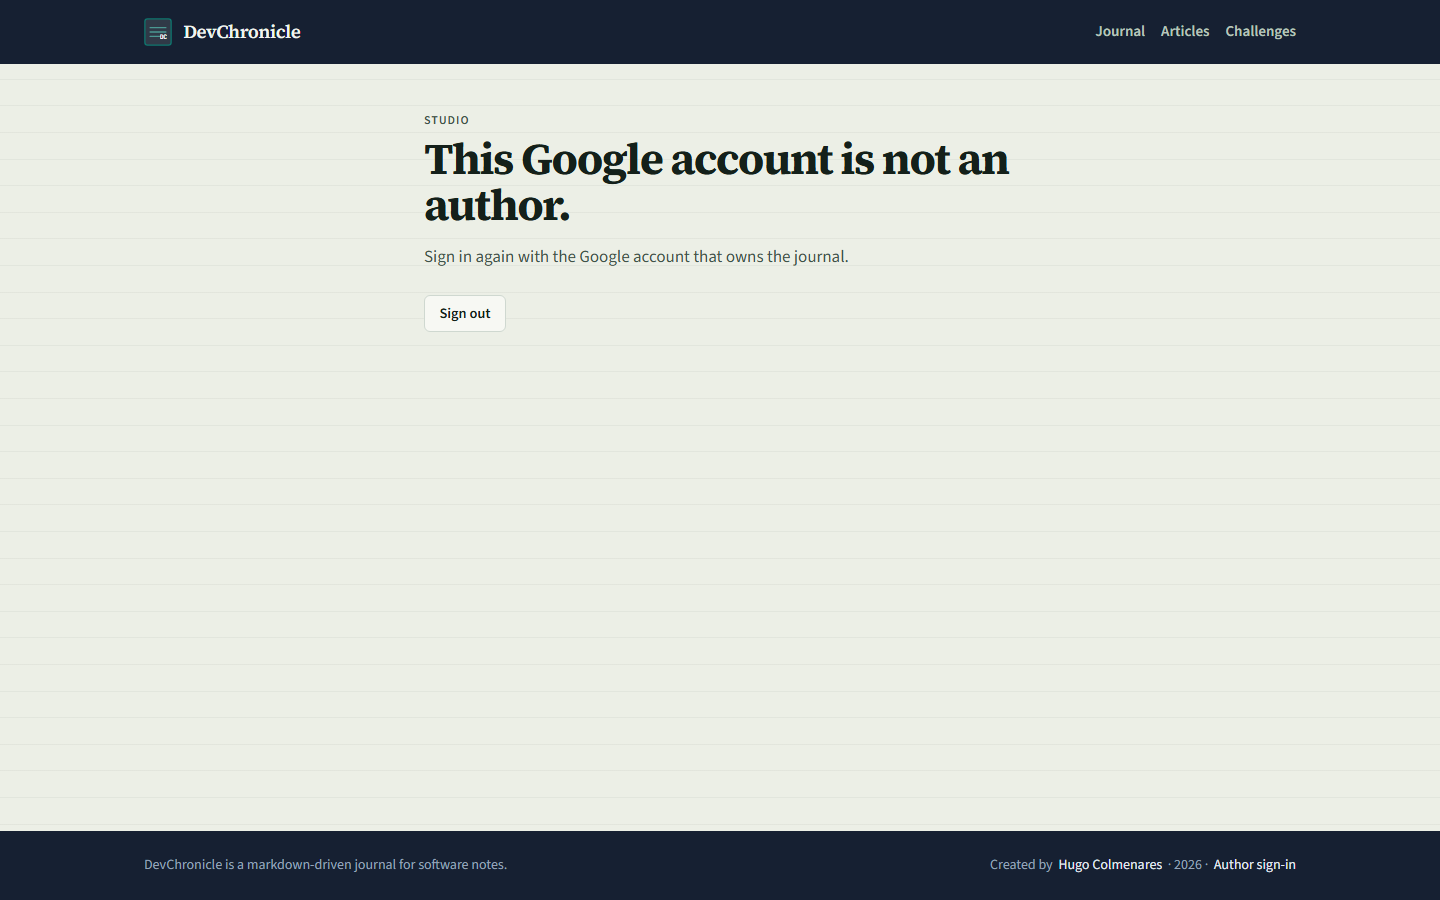 DC
DevChronicle
Journal Articles Challenges
STUDIO
This Google account is not an
author.
Sign in again with the Google account that owns the journal.
Sign out
DevChronicle is a markdown-driven journal for software notes.
Created by Hugo Colmenares · 2026 · Author sign-in